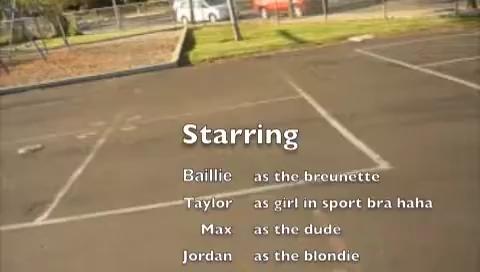 Starring
Baillie as the breunette
Taylor as girl in sport bra haha
Max as the dude
Jordan as the blondie